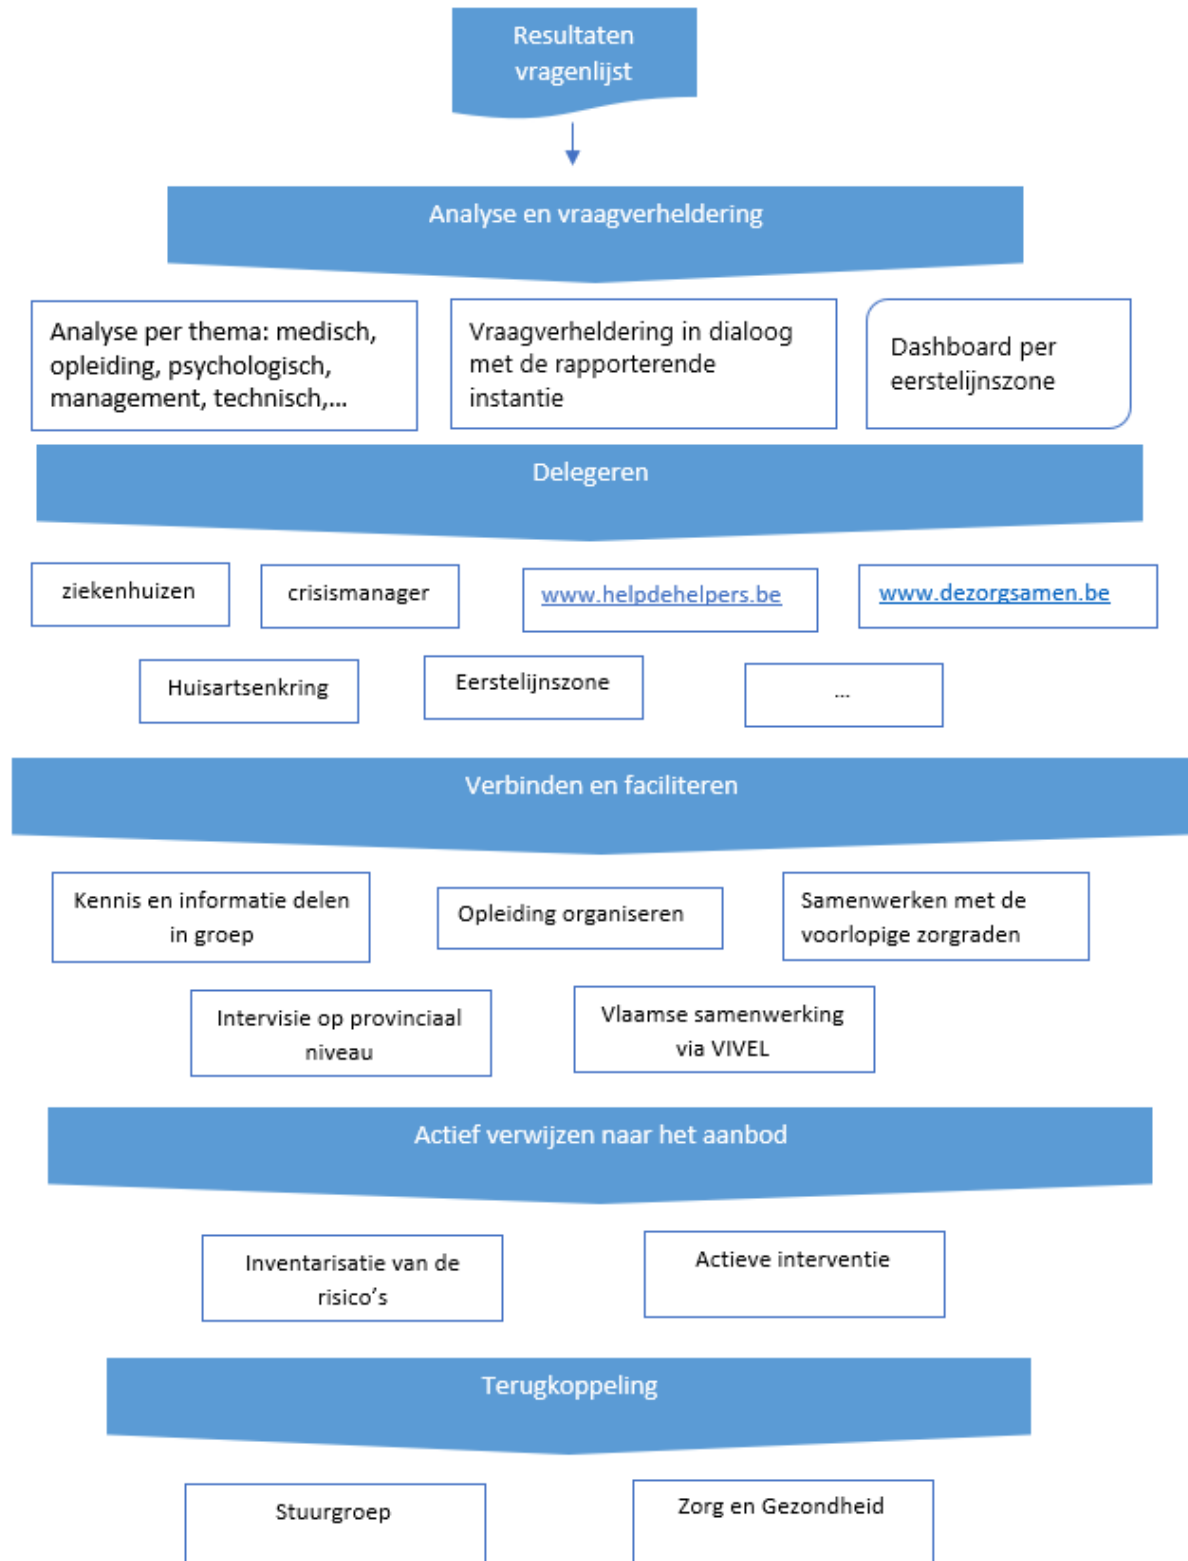 Resultaten
vragenlijst
Analyse en vraagverheldering
Analyse per thema: medisch,
opleiding, psychologisch,
management, technisch,...
Vraagverheldering in dialoog
met de rapporterende
instantie
Dashboard per
eerstelijnszone
Delegeren
ziekenhuizen
crisismanager
www.helpdehelpers.be
www.dezorgsamen.be
Huisartsenkring
Eerstelijnszone
...
Verbinden en faciliteren
Kennis en informatie delen
in groep
Opleiding organiseren
Samenwerken met de
voorlopige zorgraden
Intervisie op provinciaal
niveau
Vlaamse samenwerking
via VIVEL
Actief verwijzen naar het aanbod
Inventarisatie van de
risico’s
Actieve interventie
Terugkoppeling
Stuurgroep
Zorg en Gezondheid